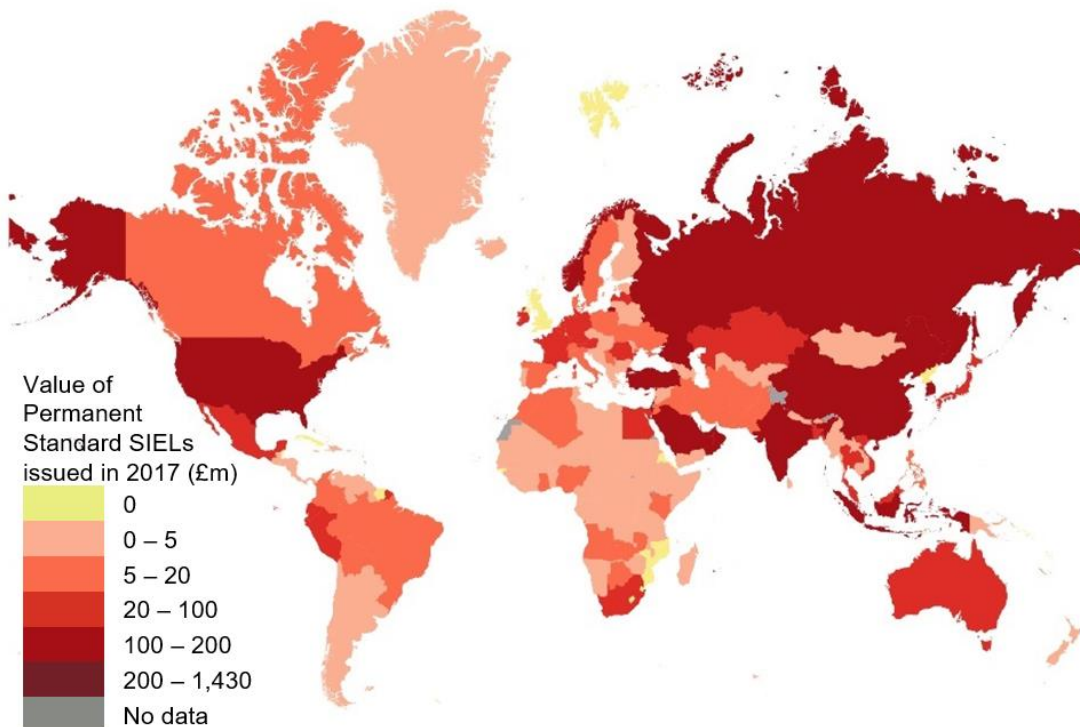 Value of
Permanent
Standard SIELs
issued in 2017 (£m)
0
0 – 5
5 – 20
20 – 100
100 – 200
200 – 1,430
No data